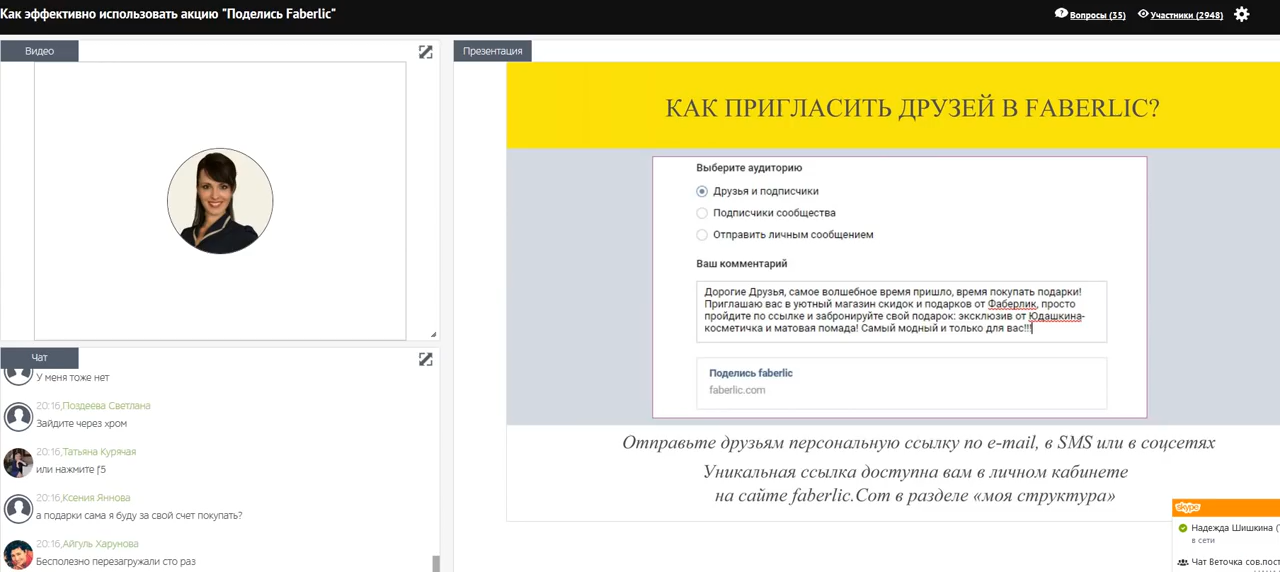 Как эффективно использовать акцию "Поделись Faberlic"
Вопросы (35)
Участники (2948)
Видео
Чат
У меня тоже нет
20:16,Поздеева Светлана
Зайдите через хром
20:16,Татьяна Курячая
или нажмите f5
20:16,Ксения Яннова
а подарки сама я буду за свой счет покупать?
20:16,Айгуль Харунова
Бесполезно перезагружали сто раз
Презентация
КАК ПРИГЛАСИТЬ ДРУЗЕЙ В FABERLIC?
Выберите аудиторию
Друзья и подписчики
Подписчики сообщества
Отправить личным сообщением
Ваш комментарий
Дорогие Друзья, самое волшебное время пришло, время покупать подарки!
Приглашаю вас в уютный магазин скидок и подарков от Фаберлик, просто
пройдите по ссылке и забронируйте свой подарок: эксклюзив от Юдашкина-
косметичка и матовая помада! Самый модный и только для вас!!!
Поделись faberlic
faberlic.com
Отправьте друзьям персональную ссылку по e-mail, в SMS или в соцсетях
Уникальная ссылка доступна вам в личном кабинете
на сайте faberlic.Com в разделе «моя структура»
skype
Надежда Шишкина (
в сети
Чат Веточка сов.пост